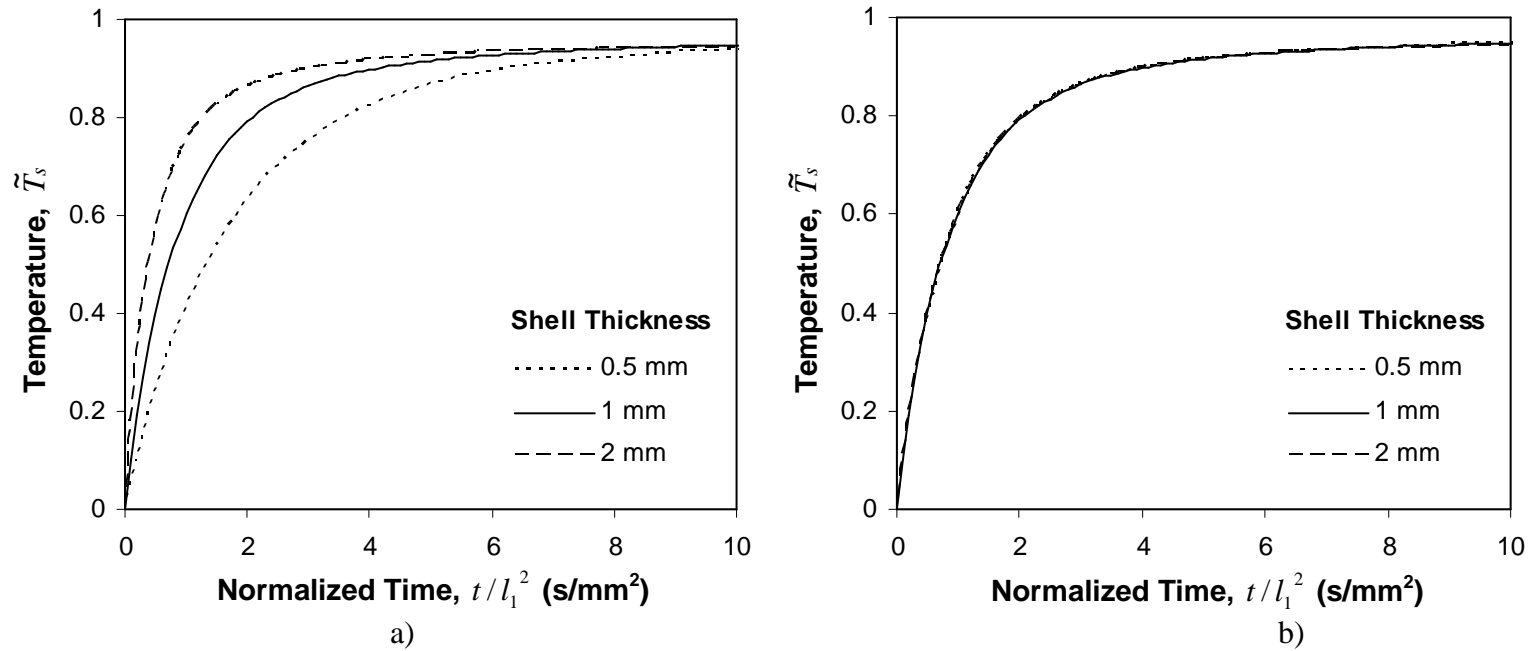 1
0.8
0.6
0.4
0.2
0
Temperature, T̃s
0 2 4 6 8 10
Normalized Time, t / l₁² (s/mm²)
Shell Thickness
0.5 mm
1 mm
2 mm
a)
1
0.8
0.6
0.4
0.2
0
Temperature, T̃s
0 2 4 6 8 10
Normalized Time, t / l₁² (s/mm²)
Shell Thickness
0.5 mm
1 mm
2 mm
b)